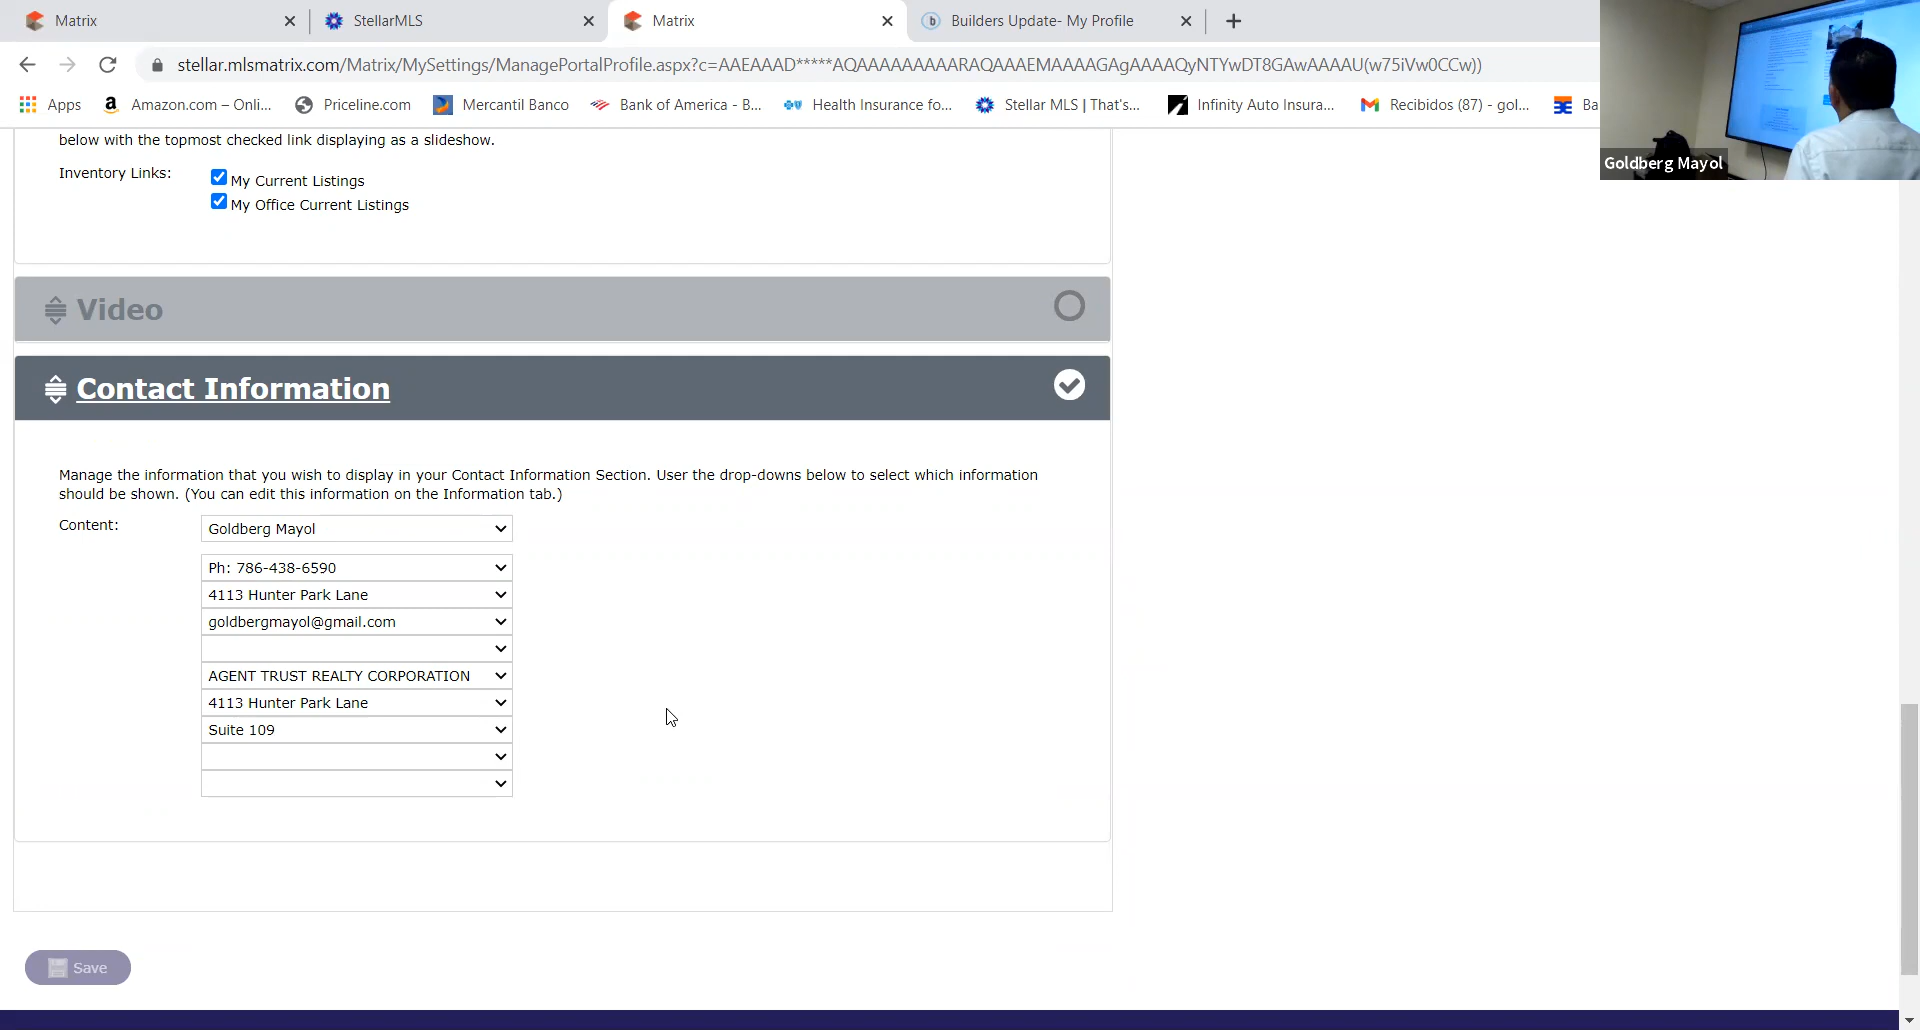 Matrix
StellarMLS
Matrix
Builders Update- My Profile
stellar.mlsmatrix.com/Matrix/MySettings/ManagePortalProfile.aspx?c=AAEAAAD*****AQAAAAAAAAARAQAAAEMAAAAGAgAAAAQyNTYwDT8GAwAAAAU(w75iVw0CCw))
Apps
Amazon.com – Onli...
Priceline.com
Mercantil Banco
Bank of America - B...
Health Insurance fo...
Stellar MLS | That's...
Infinity Auto Insura...
Recibidos (87) - gol...
Ba
Goldberg Mayol
below with the topmost checked link displaying as a slideshow.
Inventory Links:
My Current Listings
My Office Current Listings
Video
Contact Information
Manage the information that you wish to display in your Contact Information Section. User the drop-downs below to select which information
should be shown. (You can edit this information on the Information tab.)
Content:
Goldberg Mayol
Ph: 786-438-6590
4113 Hunter Park Lane
goldbergmayol@gmail.com
AGENT TRUST REALTY CORPORATION
4113 Hunter Park Lane
Suite 109
Save